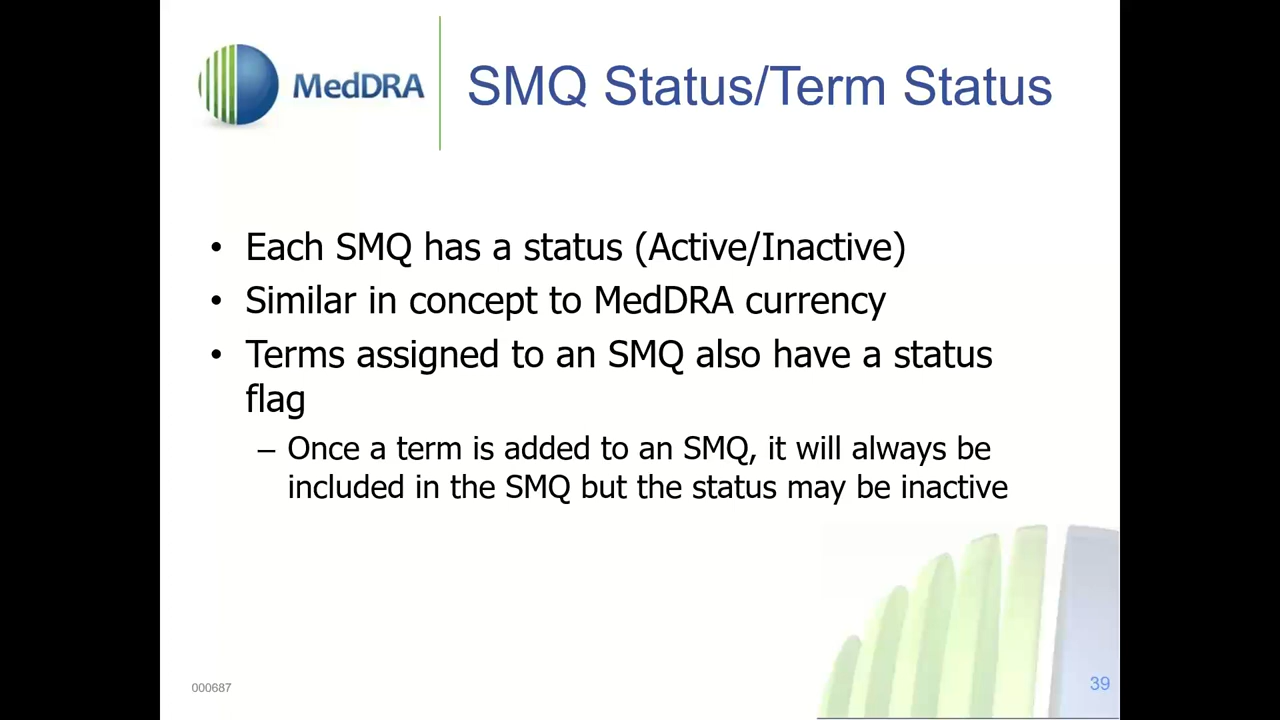 MedDRA
SMQ Status/Term Status
• Each SMQ has a status (Active/Inactive)
• Similar in concept to MedDRA currency
• Terms assigned to an SMQ also have a status
flag
– Once a term is added to an SMQ, it will always be
included in the SMQ but the status may be inactive
000687
39